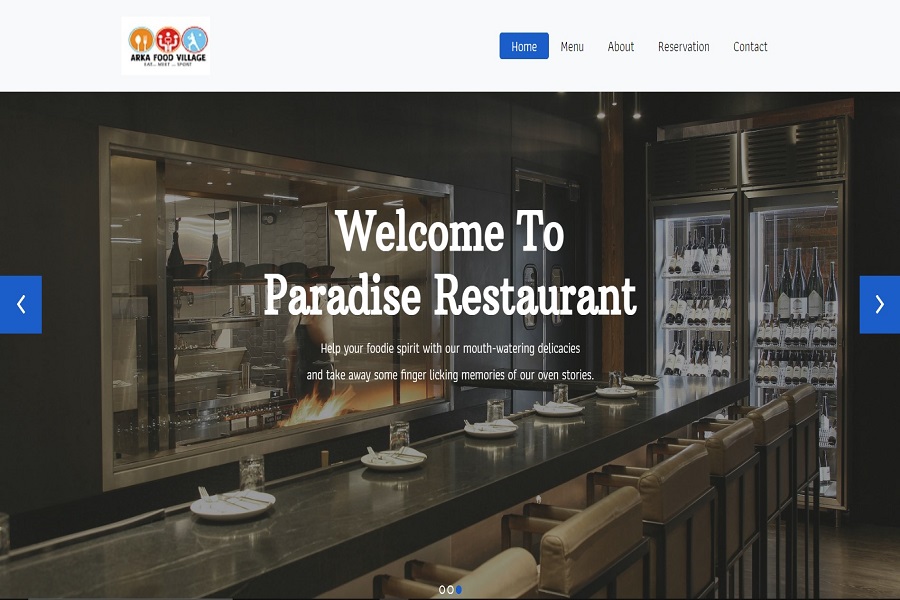 ARKA FOOD VILLAGE
EAT... MEET ... SPORT
Home Menu About Reservation Contact
Welcome To
Paradise Restaurant
Help your foodie spirit with our mouth-watering delicacies
and take away some finger licking memories of our oven stories.